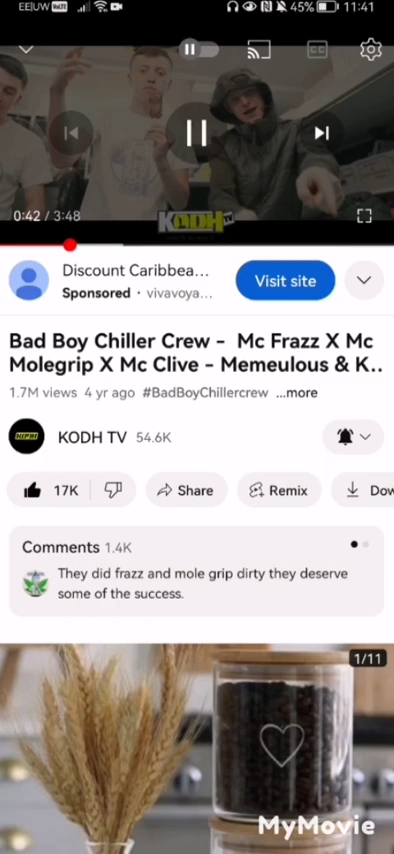 EE|UW VoLTE 45% 11:41
CC
KODH TV
0:42 / 3:48
Discount Caribbea...
Sponsored · vivavoya...
Visit site
Bad Boy Chiller Crew - Mc Frazz X Mc
Molegrip X Mc Clive - Memeulous & K..
1.7M views 4 yr ago #BadBoyChillercrew ...more
KODH TV 54.6K
17K
Share
Remix
Dow
Comments 1.4K
They did frazz and mole grip dirty they deserve
some of the success.
1/11
MyMovie